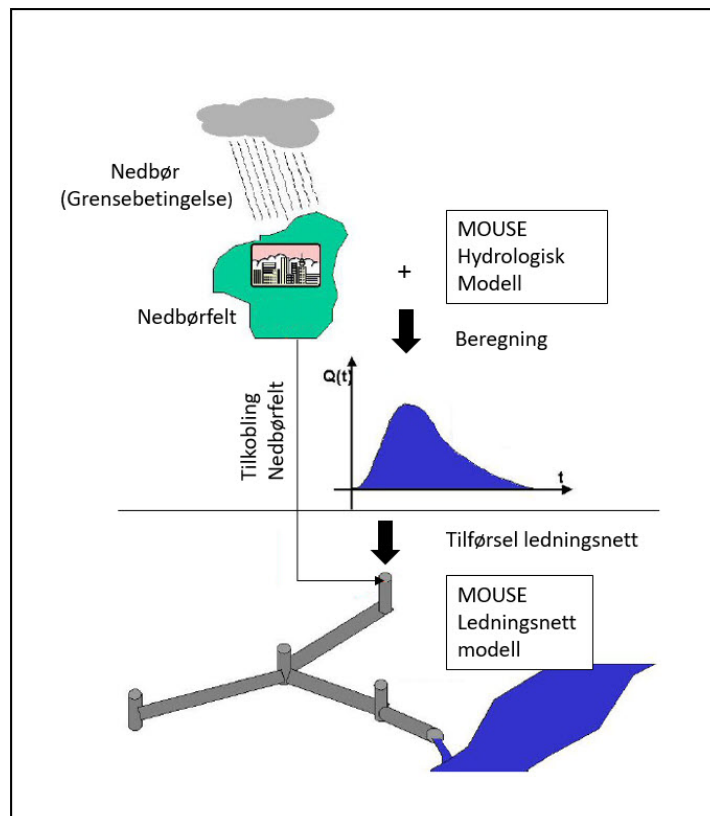 Nedbør
(Grensebetingelse)
Nedbørfelt
+
MOUSE
Hydrologisk
Modell
Beregning
Q(t)
t
Tilkobling
Nedbørfelt
Tilførsel ledningsnett
MOUSE
Ledningsnett
modell